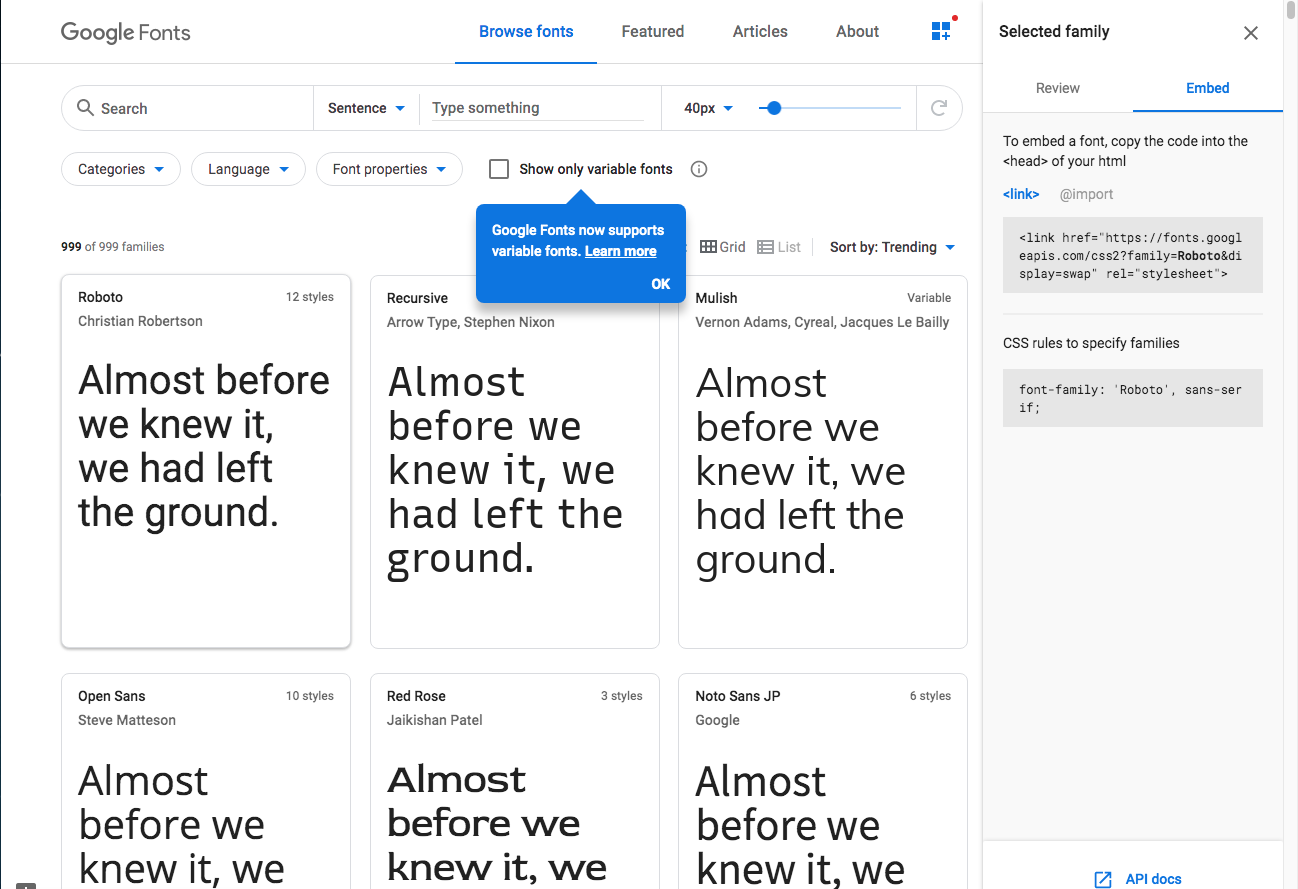 Google Fonts
Browse fonts
Featured
Articles
About
Search
Sentence
Type something
40px
Categories
Language
Font properties
Show only variable fonts
Google Fonts now supports
variable fonts. Learn more
OK
999 of 999 families
Grid
List
Sort by: Trending
Roboto
12 styles
Christian Robertson
Almost before
we knew it,
we had left
the ground.
Recursive
Arrow Type, Stephen Nixon
Almost
before we
knew it, we
had left the
ground.
Mulish
Variable
Vernon Adams, Cyreal, Jacques Le Bailly
Almost
before we
knew it, we
had left the
ground.
Open Sans
10 styles
Steve Matteson
Almost
before we
knew it, we
Red Rose
3 styles
Jaikishan Patel
Almost
before we
knew it, we
Noto Sans JP
6 styles
Google
Almost
before we
knew it, we
Selected family
Review
Embed
To embed a font, copy the code into the
<head> of your html
<link>
@import
<link href="https://fonts.googl
eapis.com/css2?family=Roboto&di
splay=swap" rel="stylesheet">
CSS rules to specify families
font-family: 'Roboto', sans-ser
if;
API docs